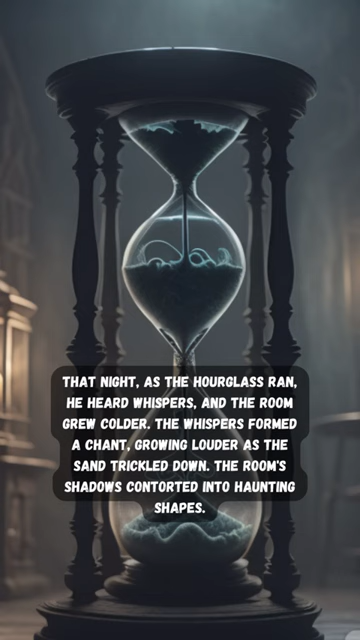 THAT NIGHT, AS THE HOURGLASS RAN,
HE HEARD WHISPERS, AND THE ROOM
GREW COLDER. THE WHISPERS FORMED
A CHANT, GROWING LOUDER AS THE
SAND TRICKLED DOWN. THE ROOM'S
SHADOWS CONTORTED INTO HAUNTING
SHAPES.